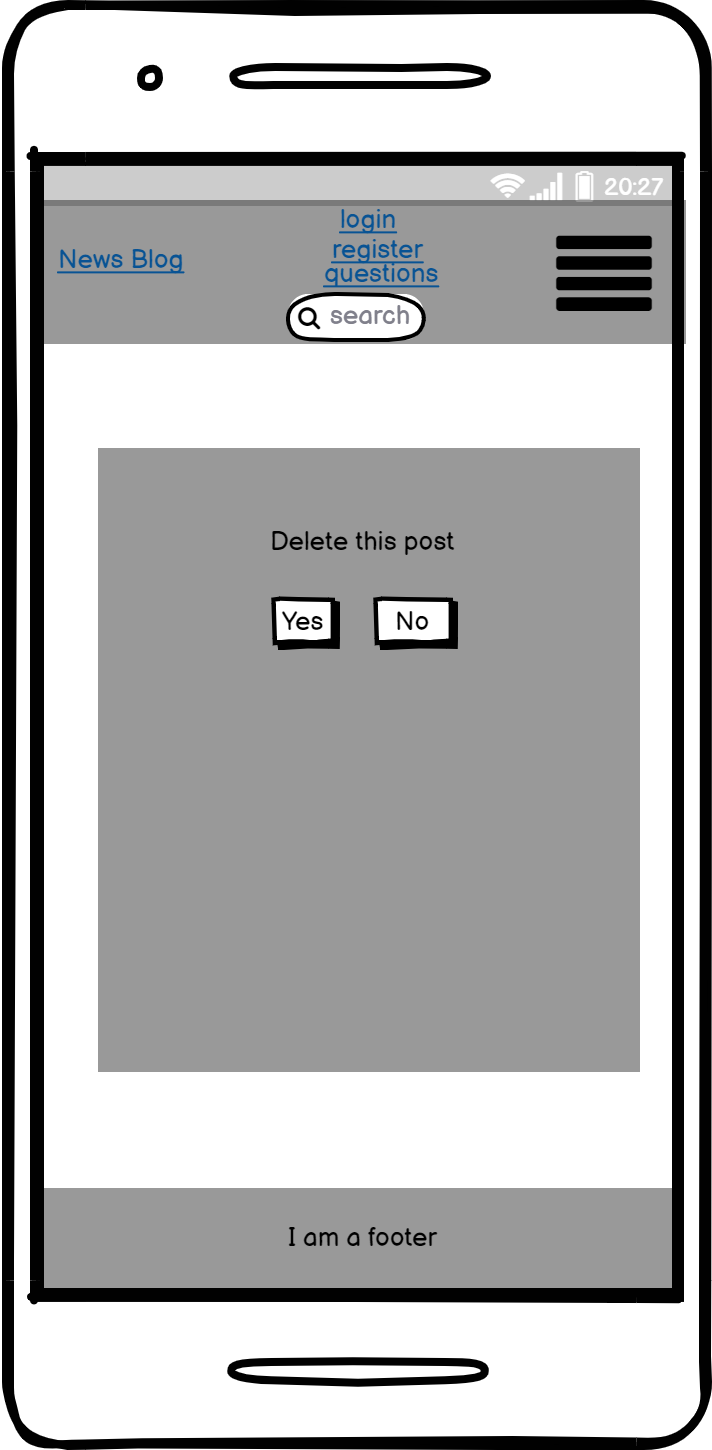 20:27
login
News Blog
register
questions
search
Delete this post
Yes
No
I am a footer